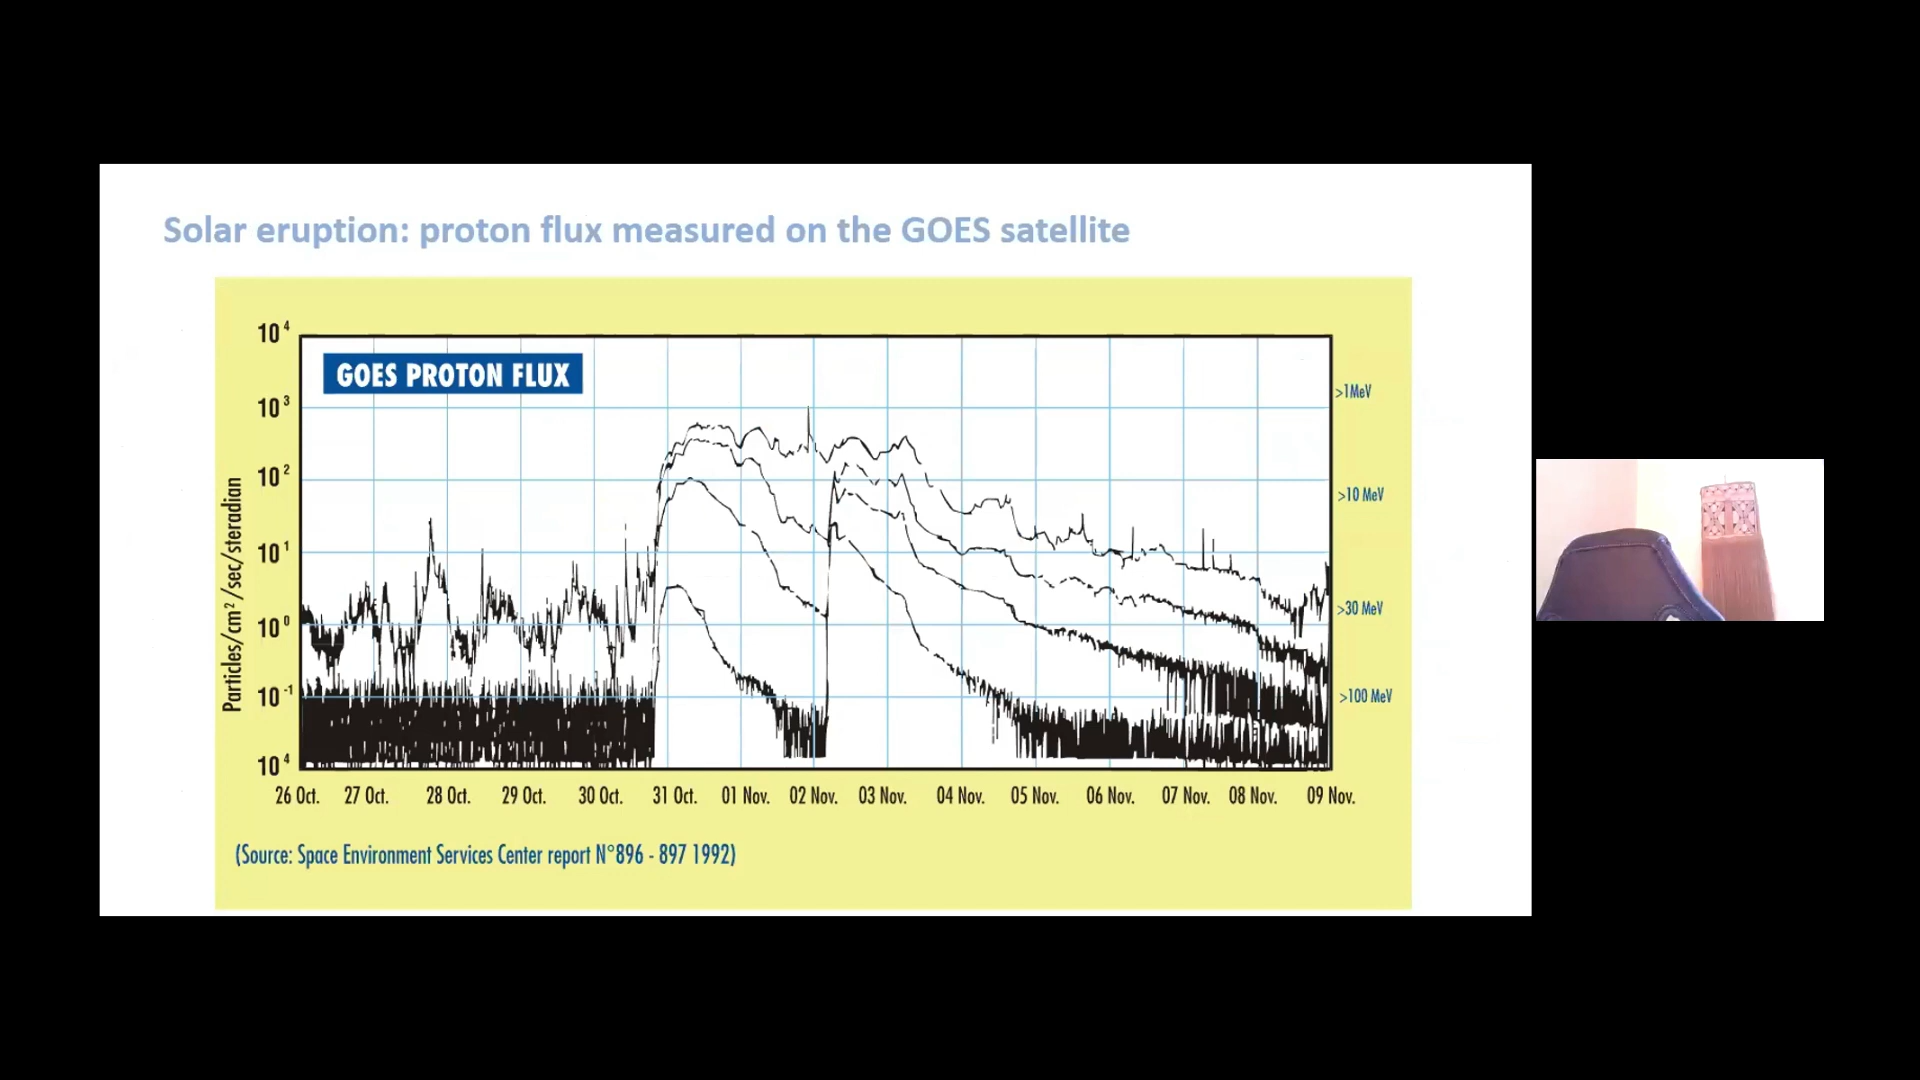 Solar eruption: proton flux measured on the GOES satellite
GOES PROTON FLUX
Particles/cm²/sec/steradian
10⁴
10³
10²
10¹
10⁰
10⁻¹
10⁴
>1MeV
>10 MeV
>30 MeV
>100 MeV
26 Oct. 27 Oct. 28 Oct. 29 Oct. 30 Oct. 31 Oct. 01 Nov. 02 Nov. 03 Nov. 04 Nov. 05 Nov. 06 Nov. 07 Nov. 08 Nov. 09 Nov.
(Source: Space Environment Services Center report N°896 - 897 1992)